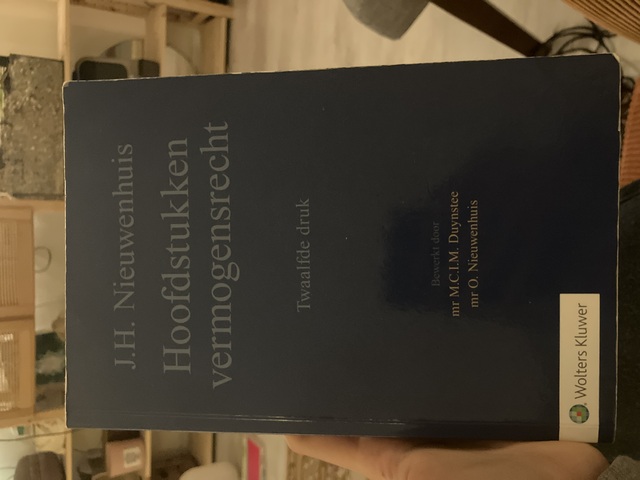 J.H. Nieuwenhuis
Hoofdstukken
vermogensrecht
Twaalfde druk
Bewerkt door
mr M.C.I.M. Duynstee
mr O. Nieuwenhuis
Wolters Kluwer